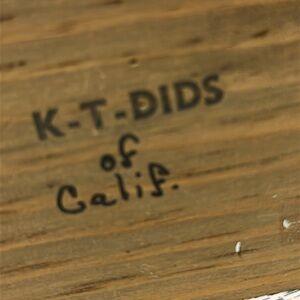 K-T-DIDS
of
Calif.